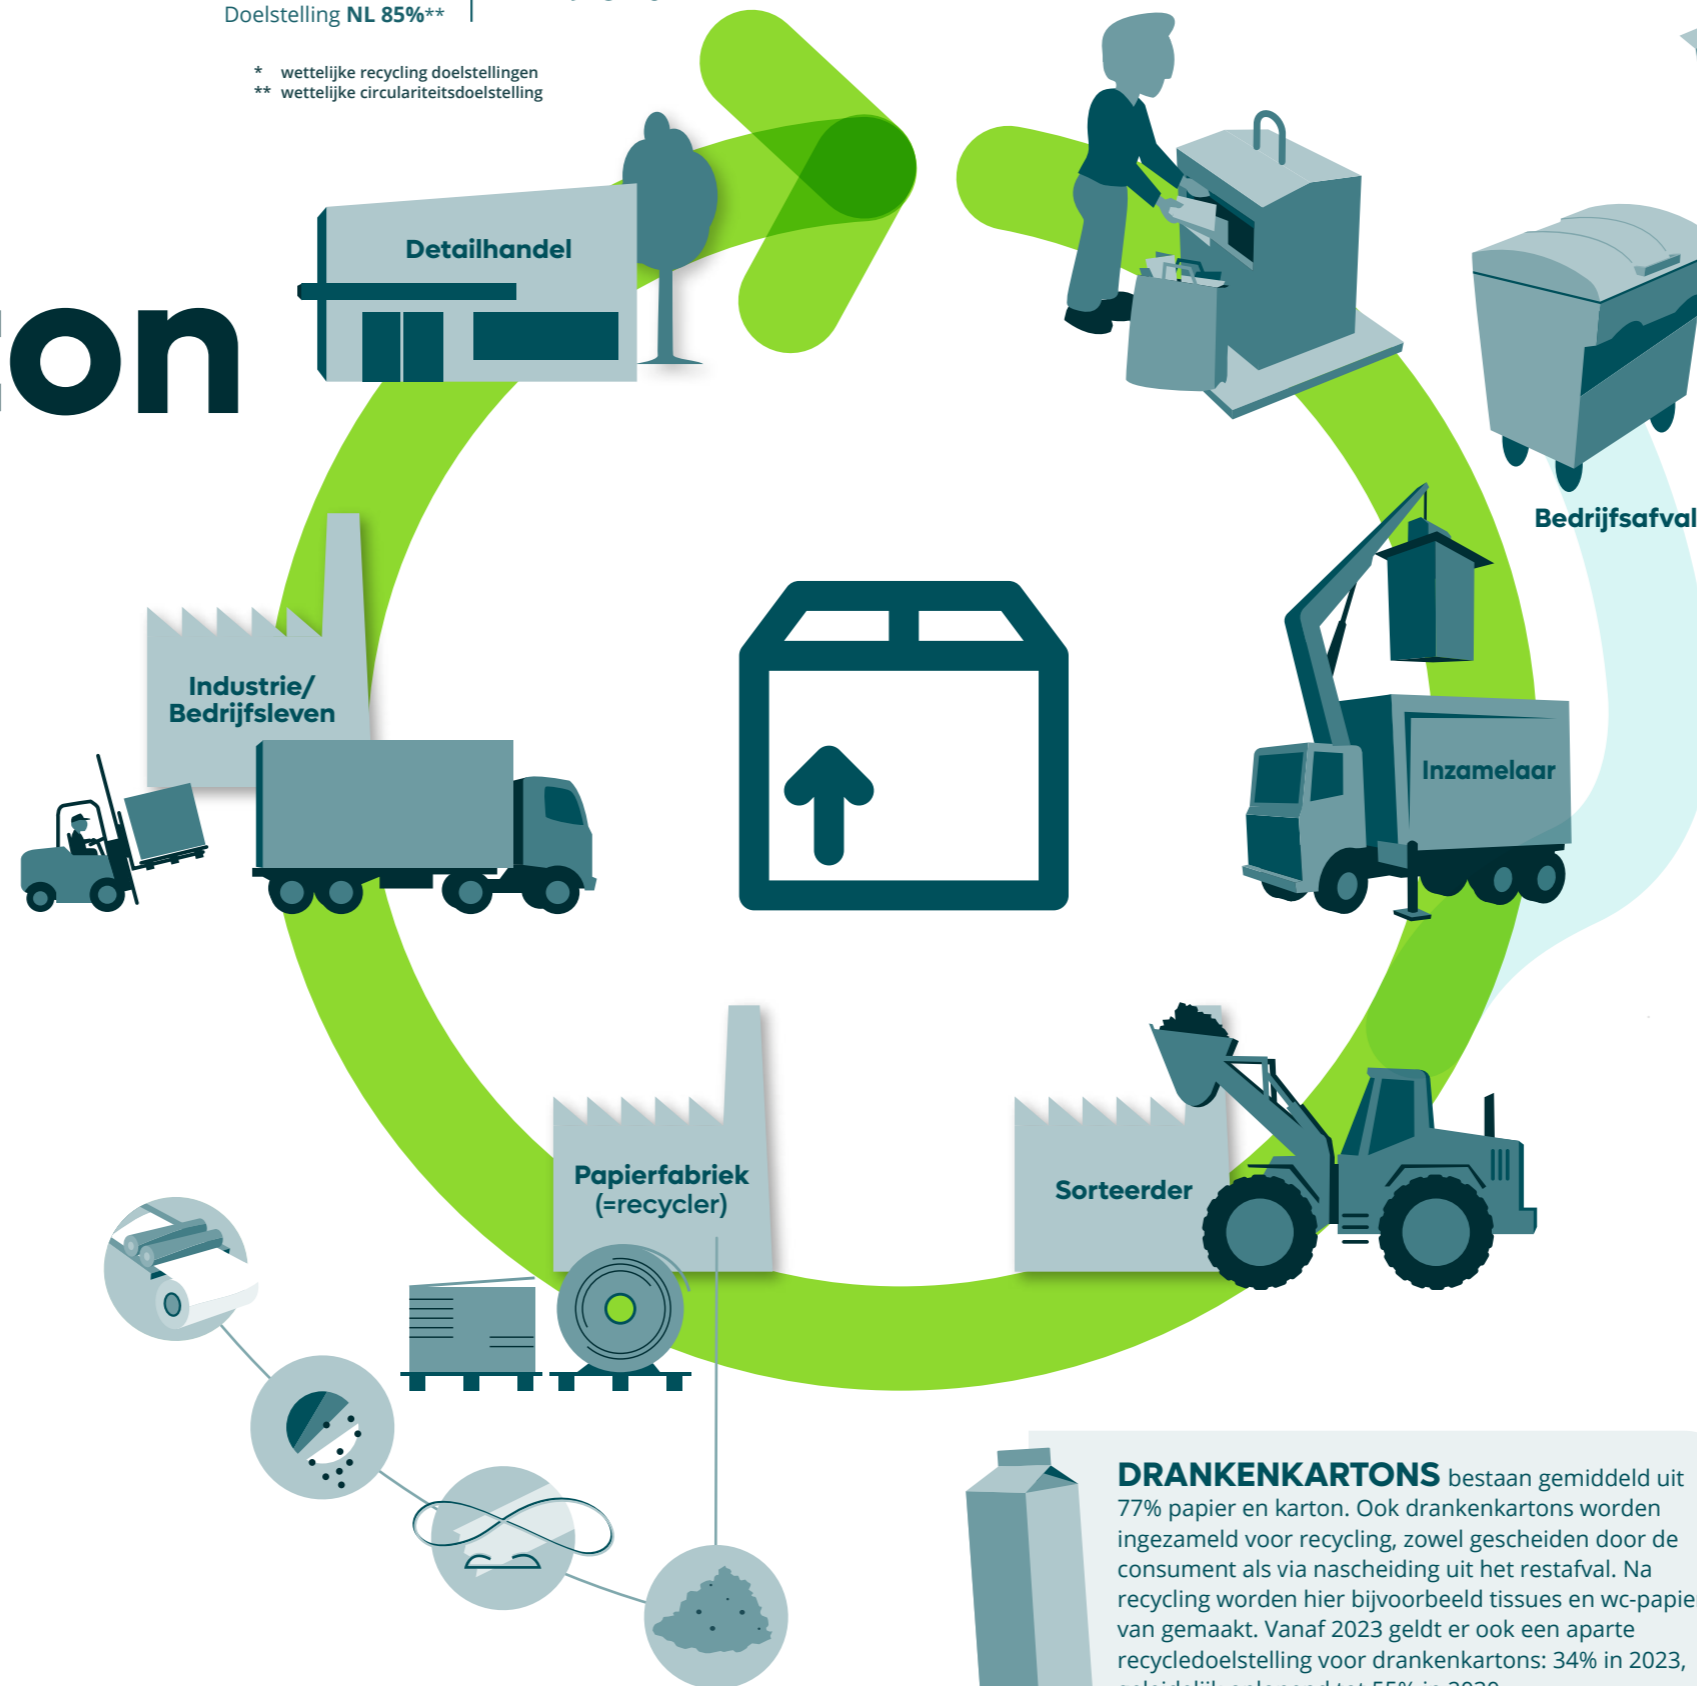 Doelstelling NL 85%**
* wettelijke recycling doelstellingen
** wettelijke circulariteitsdoelstelling
Detailhandel
ton
Bedrijfsafval
Industrie/
Bedrijfsleven
Inzamelaar
Papierfabriek
(=recycler)
Sorteerder
DRANKENKARTONS bestaan gemiddeld uit
77% papier en karton. Ook drankenkartons worden
ingezameld voor recycling, zowel gescheiden door de
consument als via nascheiding uit het restafval. Na
recycling worden hier bijvoorbeeld tissues en wc-papier
van gemaakt. Vanaf 2023 geldt er ook een aparte
recycledoelstelling voor drankenkartons: 34% in 2023,